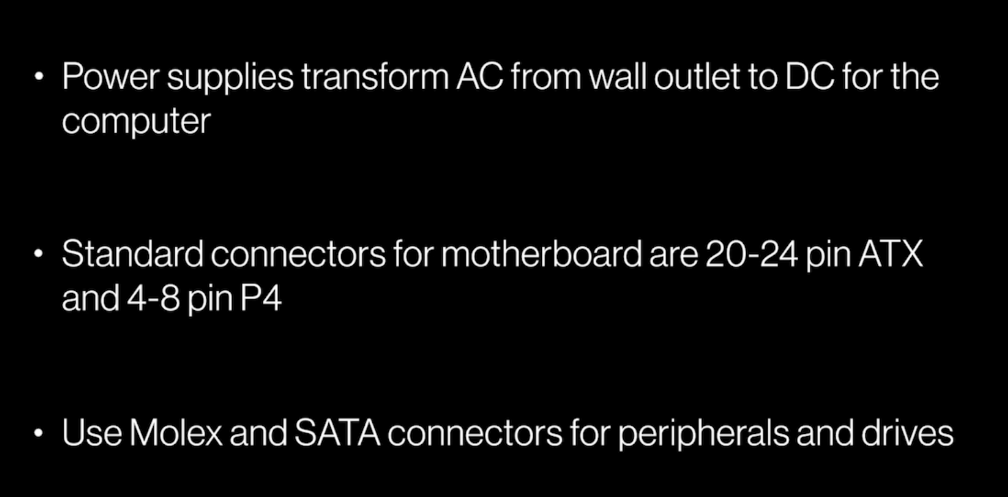 • Power supplies transform AC from wall outlet to DC for the
computer
• Standard connectors for motherboard are 20-24 pin ATX
and 4-8 pin P4
• Use Molex and SATA connectors for peripherals and drives